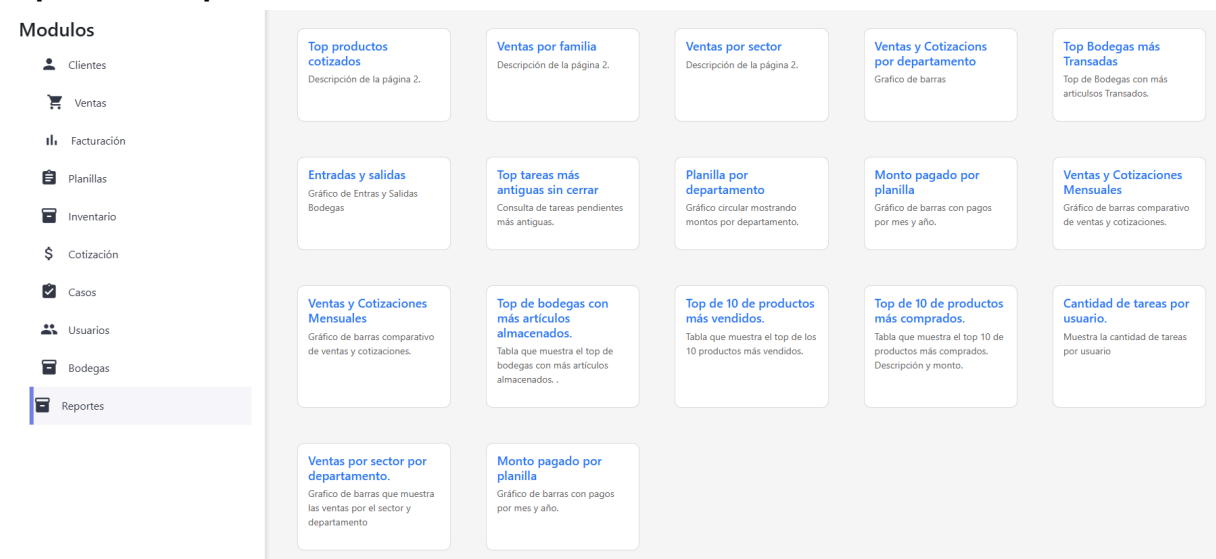 Modulos
Clientes
Ventas
Facturación
Planillas
Inventario
Cotización
Casos
Usuarios
Bodegas
Reportes
Top productos
cotizados
Descripción de la página 2.
Ventas por familia
Descripción de la página 2.
Ventas por sector
Descripción de la página 2.
Ventas y Cotizacions
por departamento
Grafico de barras
Top Bodegas más
Transadas
Top de Bodegas con más
articulsos Transados.
Entradas y salidas
Gráfico de Entras y Salidas
Bodegas
Top tareas más
antiguas sin cerrar
Consulta de tareas pendientes
más antiguas.
Planilla por
departamento
Gráfico circular mostrando
montos por departamento.
Monto pagado por
planilla
Gráfico de barras con pagos
por mes y año.
Ventas y Cotizaciones
Mensuales
Gráfico de barras comparativo
de ventas y cotizaciones.
Ventas y Cotizaciones
Mensuales
Gráfico de barras comparativo
de ventas y cotizaciones.
Top de bodegas con
más artículos
almacenados.
Tabla que muestra el top de
bodegas con más artículos
almacenados. .
Top de 10 de productos
más vendidos.
Tabla que muestra el top de los
10 productos más vendidos.
Top de 10 de productos
más comprados.
Tabla que muestra el top 10 de
productos más comprados.
Descripción y monto.
Cantidad de tareas por
usuario.
Muestra la cantidad de tareas
por usuario
Ventas por sector por
departamento.
Grafico de barras que muestra
las ventas por el sector y
departamento
Monto pagado por
planilla
Gráfico de barras con pagos
por mes y año.